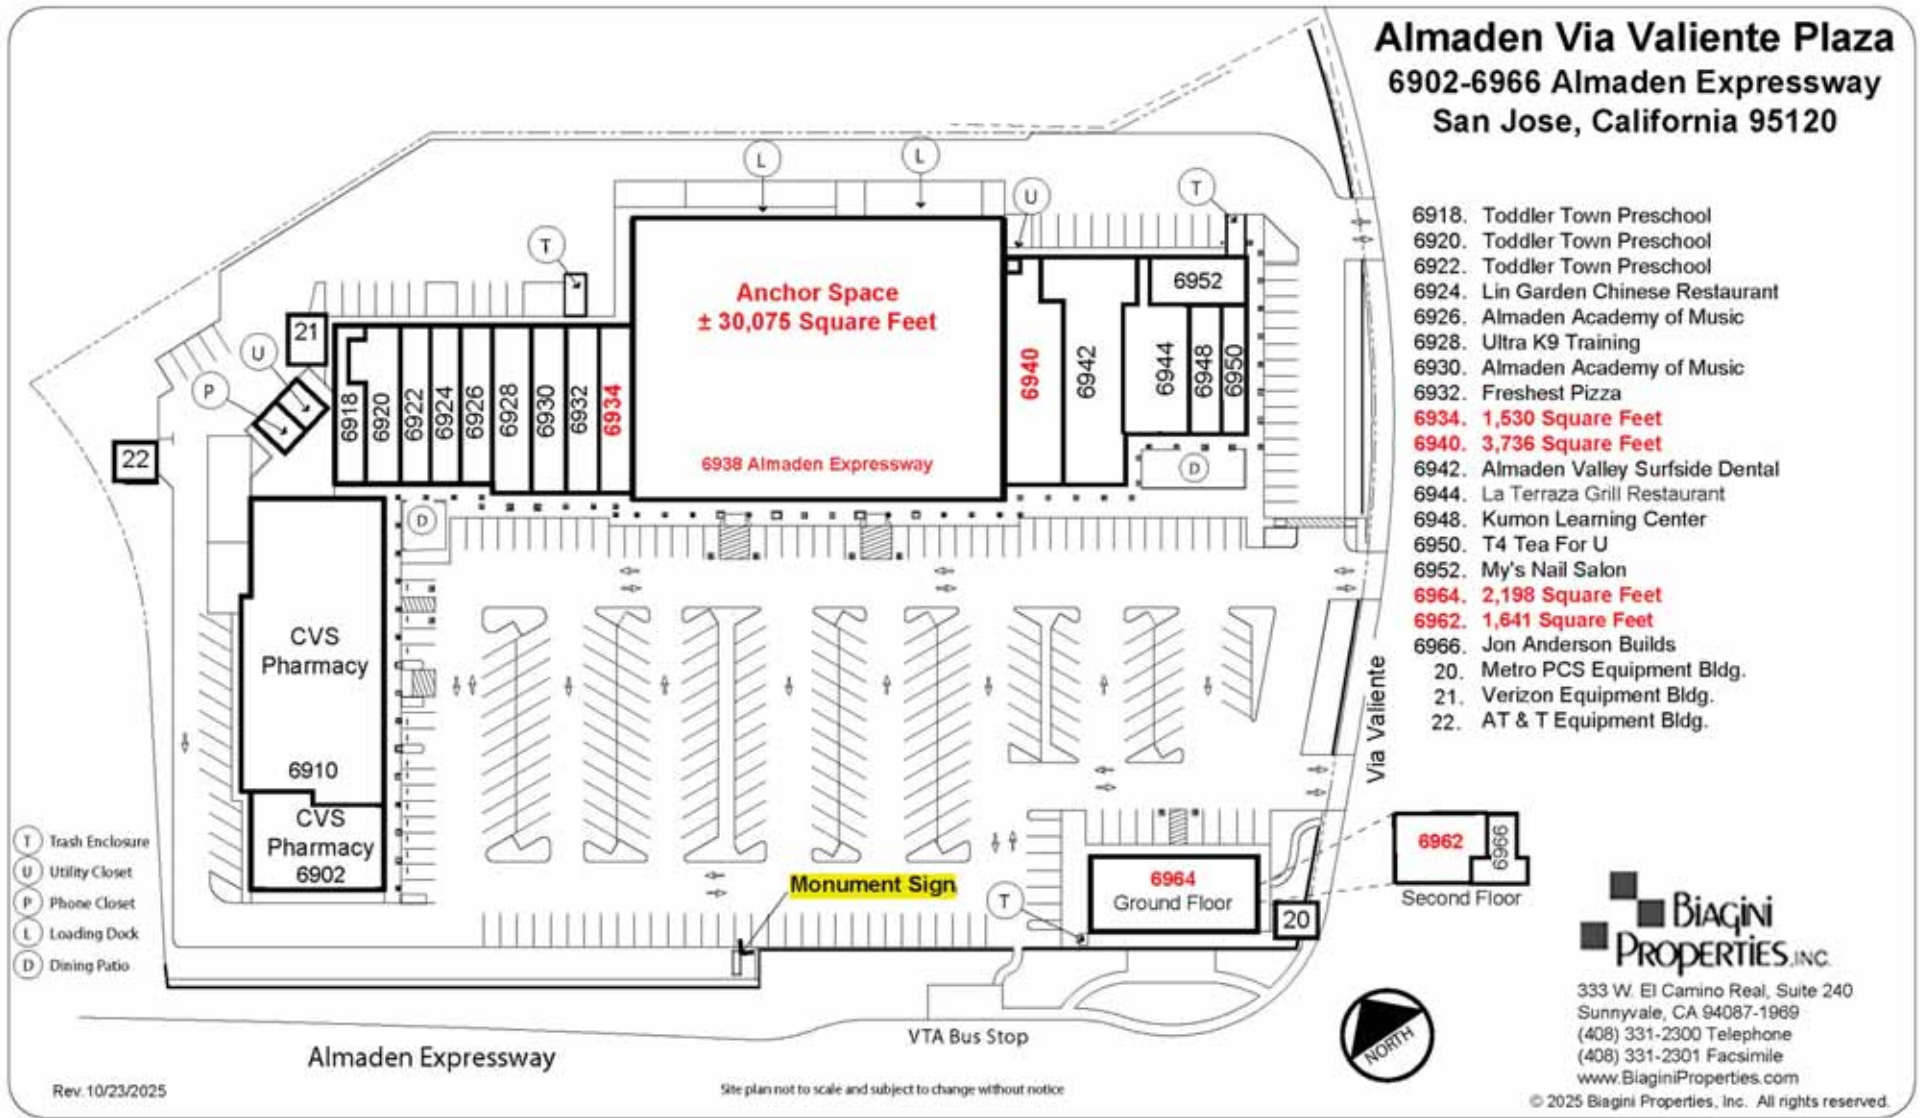 Almaden Via Valiente Plaza
6902-6966 Almaden Expressway
San Jose, California 95120
6918. Toddler Town Preschool
6920. Toddler Town Preschool
6922. Toddler Town Preschool
6924. Lin Garden Chinese Restaurant
6926. Almaden Academy of Music
6928. Ultra K9 Training
6930. Almaden Academy of Music
6932. Freshest Pizza
6934. 1,530 Square Feet
6940. 3,736 Square Feet
6942. Almaden Valley Surfside Dental
6944. La Terraza Grill Restaurant
6948. Kumon Learning Center
6950. T4 Tea For U
6952. My's Nail Salon
6964. 2,198 Square Feet
6962. 1,641 Square Feet
6966. Jon Anderson Builds
20. Metro PCS Equipment Bldg.
21. Verizon Equipment Bldg.
22. AT & T Equipment Bldg.
L
L
U
T
T
U
P
21
22
Anchor Space
± 30,075 Square Feet
6938 Almaden Expressway
6918
6920
6922
6924
6926
6928
6930
6932
6934
6940
6942
6944
6948
6950
6952
D
D
CVS
Pharmacy
6910
CVS
Pharmacy
6902
Monument Sign
T
6964
Ground Floor
20
6962
6966
Second Floor
Via Valiente
T Trash Enclosure
U Utility Closet
P Phone Closet
L Loading Dock
D Dining Patio
VTA Bus Stop
Almaden Expressway
NORTH
BIAGINI
PROPERTIES, INC.
333 W. El Camino Real, Suite 240
Sunnyvale, CA 94087-1969
(408) 331-2300 Telephone
(408) 331-2301 Facsimile
www.BiaginiProperties.com
Rev. 10/23/2025
Site plan not to scale and subject to change without notice
© 2025 Biagini Properties, Inc. All rights reserved.